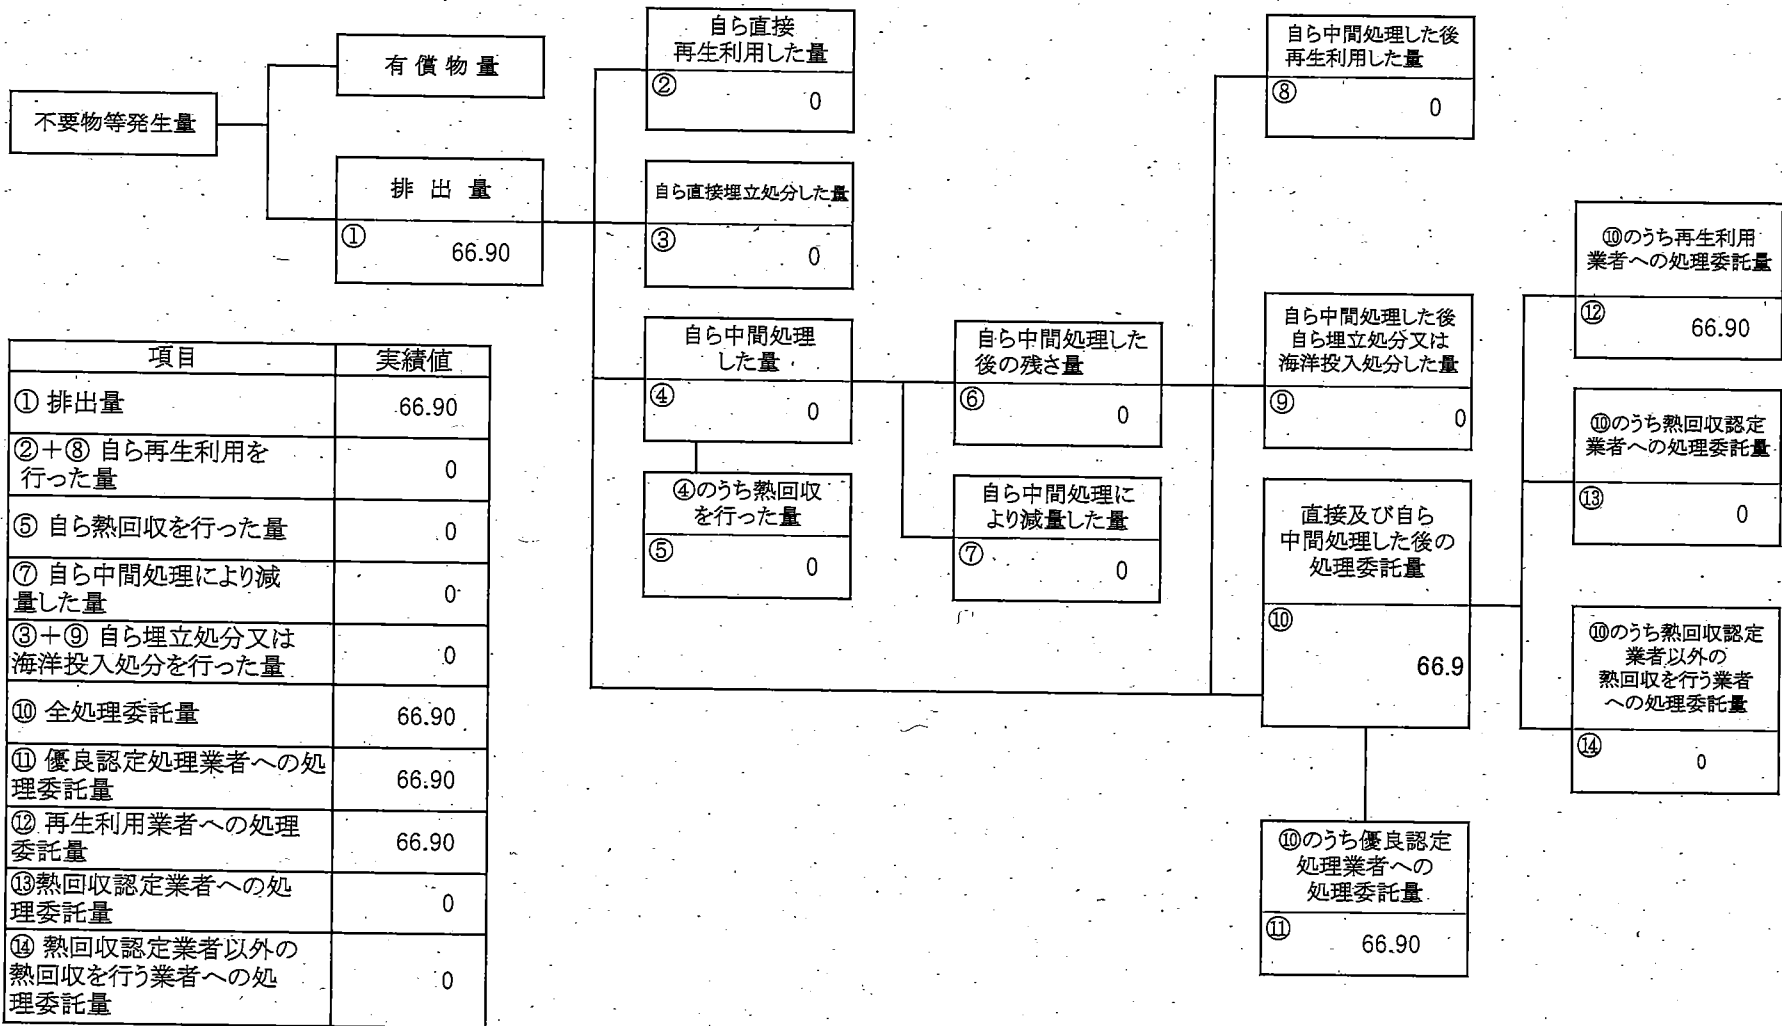 不要物等発生量
有償物量
排出量
①
66.90
自ら直接
再生利用した量
②
0
自ら直接埋立処分した量
③
0
自ら中間処理
した量
④
0
④のうち熱回収
を行った量
⑤
0
自ら中間処理した
後の残さ量
⑥
0
自ら中間処理に
より減量した量
⑦
0
自ら中間処理した後
再生利用した量
⑧
0
自ら中間処理した後
自ら埋立処分又は
海洋投入処分した量
⑨
0
直接及び自ら
中間処理した後の
処理委託量
⑩
66.9
⑩のうち優良認定
処理業者への
処理委託量
⑪
66.90
⑩のうち再生利用
業者への処理委託量
⑫
66.90
⑩のうち熱回収認定
業者への処理委託量
⑬
0
⑩のうち熱回収認定
業者以外の
熱回収を行う業者
への処理委託量
⑭
0
項目 実績値
① 排出量 66.90
②+⑧ 自ら再生利用を
行った量 0
⑤ 自ら熱回収を行った量 0
⑦ 自ら中間処理により減
量した量 0
③+⑨ 自ら埋立処分又は
海洋投入処分を行った量 0
⑩ 全処理委託量 66.90
⑪ 優良認定処理業者への処
理委託量 66.90
⑫ 再生利用業者への処理
委託量 66.90
⑬熱回収認定業者への処
理委託量 0
⑭ 熱回収認定業者以外の
熱回収を行う業者への処
理委託量 0